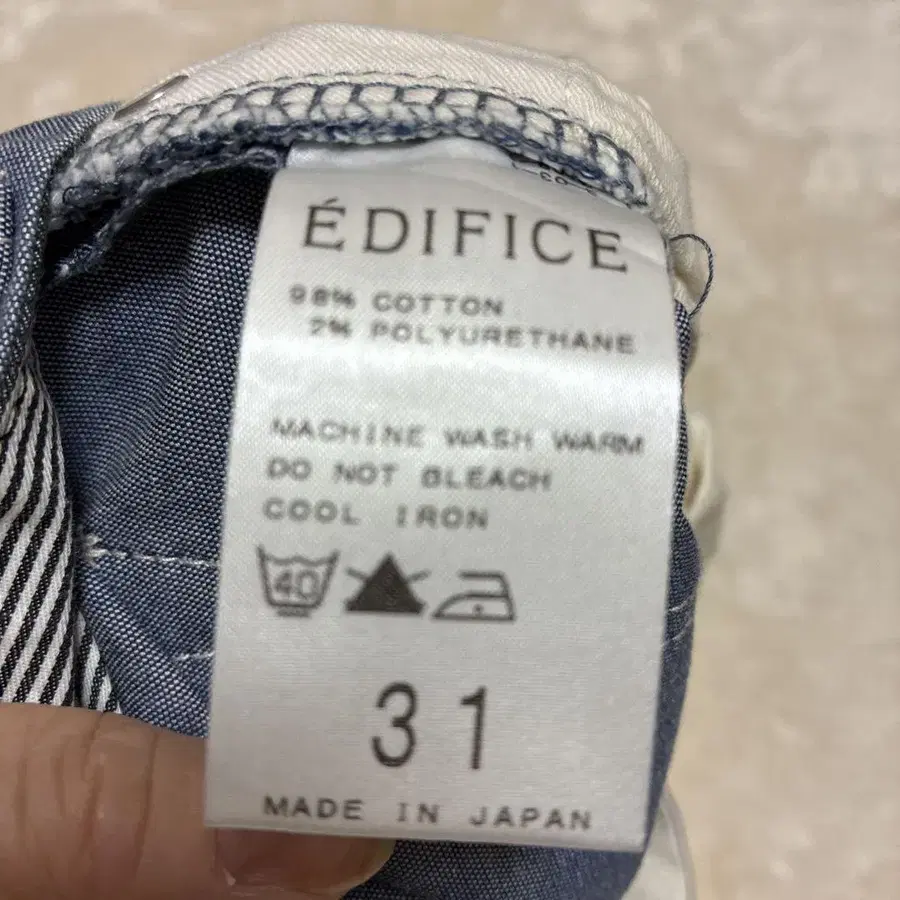 ÉDIFICE
98% COTTON
2% POLYURETHANE
MACHINE WASH WARM
DO NOT BLEACH
COOL IRON
40
31
MADE IN JAPAN